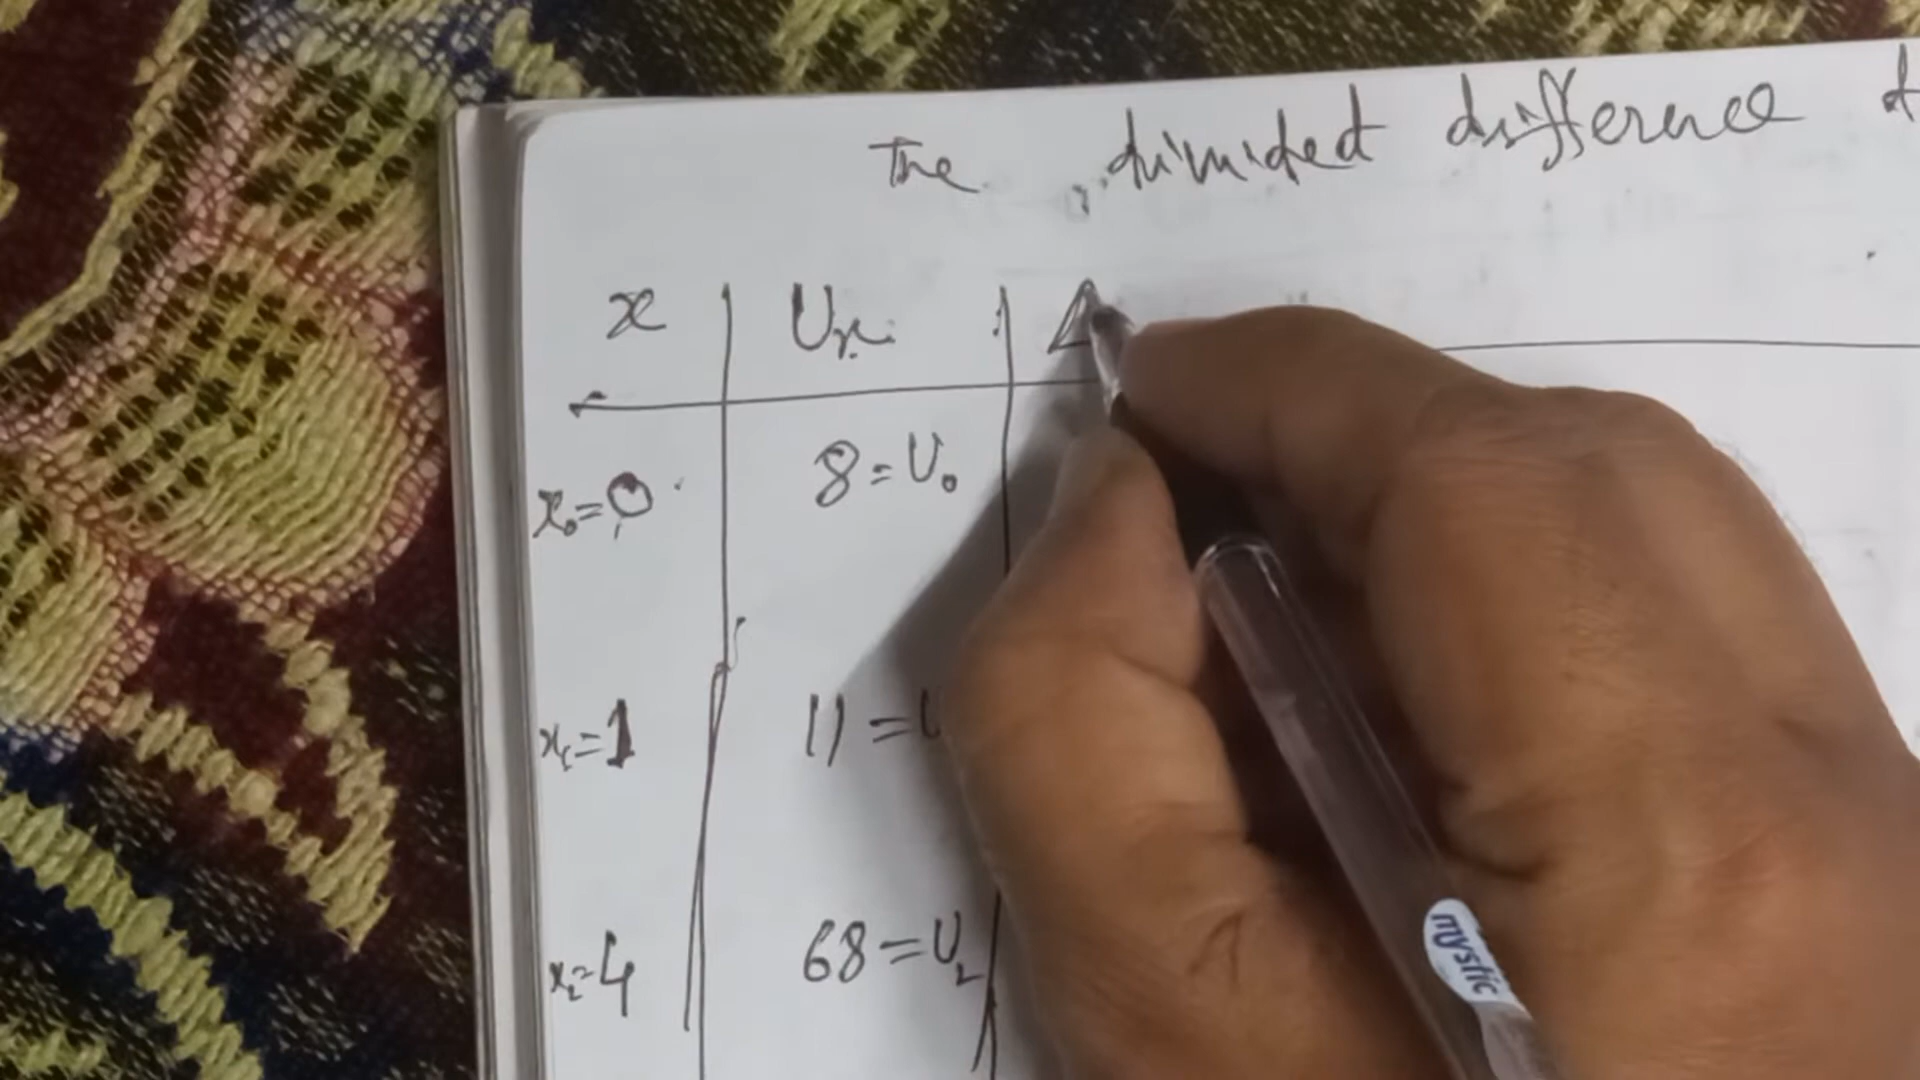 The divided difference
x Ux Δ
x₀=0 8=U₀
x₁=1 11=U
x₂=4 68=U₂
mystic